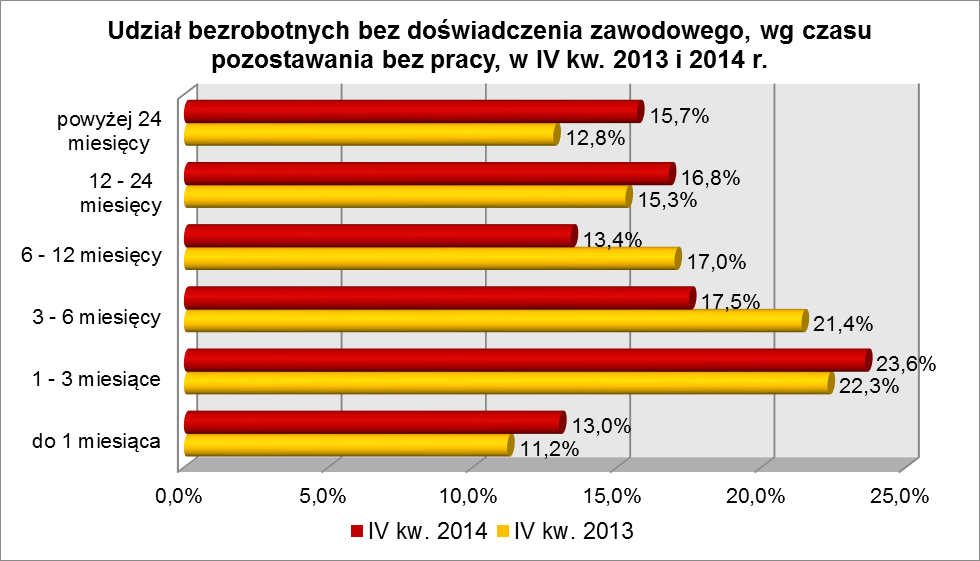 Udział bezrobotnych bez doświadczenia zawodowego, wg czasu
pozostawania bez pracy, w IV kw. 2013 i 2014 r.
powyżej 24
miesięcy
15,7%
12,8%
12 - 24
miesięcy
16,8%
15,3%
6 - 12 miesięcy
13,4%
17,0%
3 - 6 miesięcy
17,5%
21,4%
1 - 3 miesiące
23,6%
22,3%
do 1 miesiąca
13,0%
11,2%
0,0% 5,0% 10,0% 15,0% 20,0% 25,0%
IV kw. 2014 IV kw. 2013